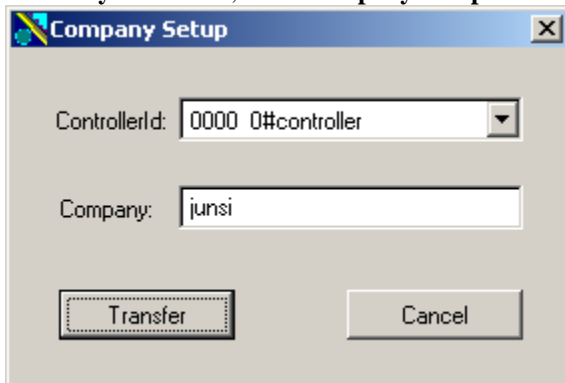 Company Setup
ControllerId: 0000 0#controller
Company: junsi
Transfer Cancel